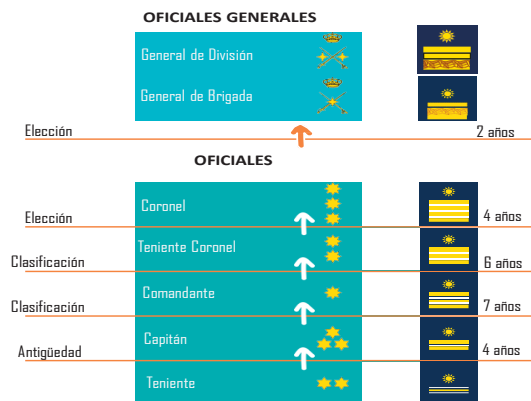 OFICIALES GENERALES
General de División
General de Brigada
Elección
2 años
OFICIALES
Coronel
Elección
4 años
Teniente Coronel
Clasificación
6 años
Comandante
Clasificación
7 años
Capitán
Antigüedad
4 años
Teniente